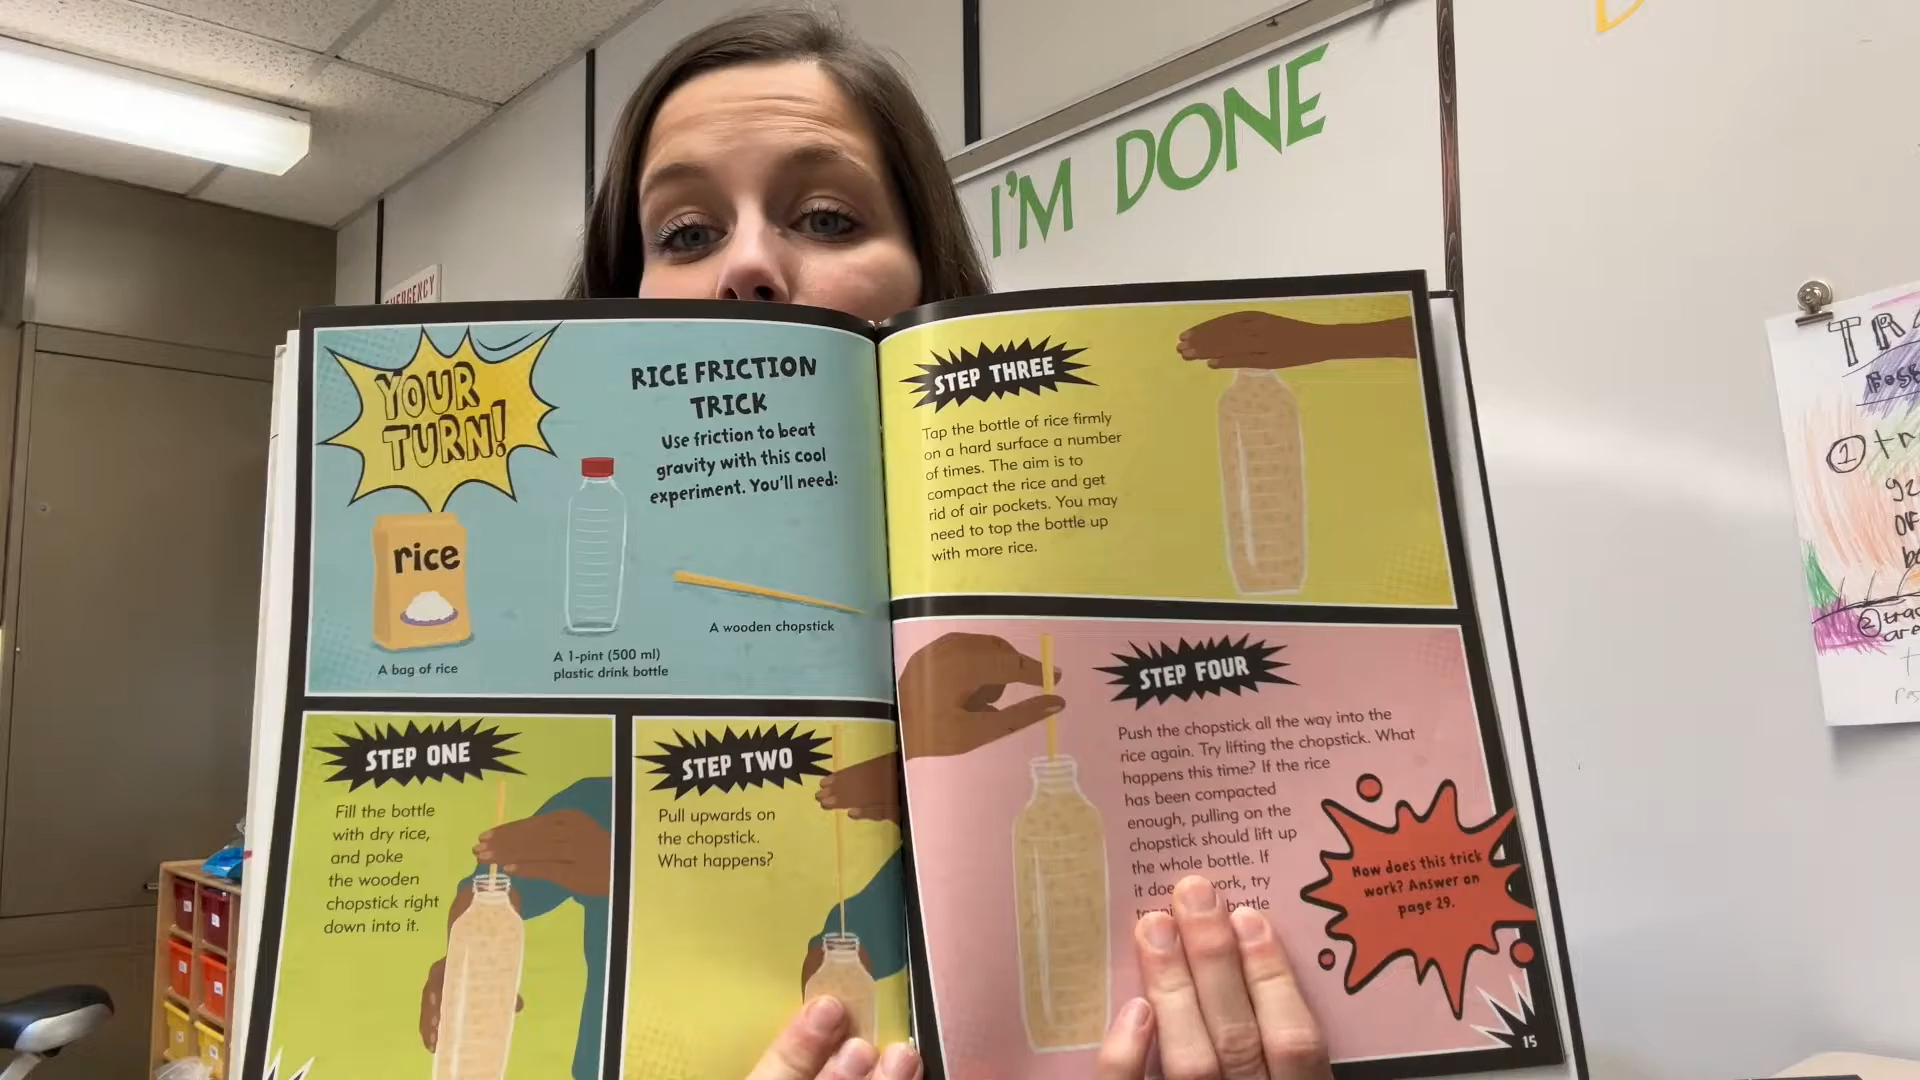 I'M DONE
EMERGENCY
YOUR
TURN!
RICE FRICTION
TRICK
Use friction to beat
gravity with this cool
experiment. You'll need:
rice
A bag of rice
A 1-pint (500 ml)
plastic drink bottle
A wooden chopstick
STEP ONE
Fill the bottle
with dry rice,
and poke
the wooden
chopstick right
down into it.
STEP TWO
Pull upwards on
the chopstick.
What happens?
STEP THREE
Tap the bottle of rice firmly
on a hard surface a number
of times. The aim is to
compact the rice and get
rid of air pockets. You may
need to top the bottle up
with more rice.
STEP FOUR
Push the chopstick all the way into the
rice again. Try lifting the chopstick. What
happens this time? If the rice
has been compacted
enough, pulling on the
chopstick should lift up
the whole bottle. If
it work, try
bottle
How does this trick
work? Answer on
page 29.
15
1
2